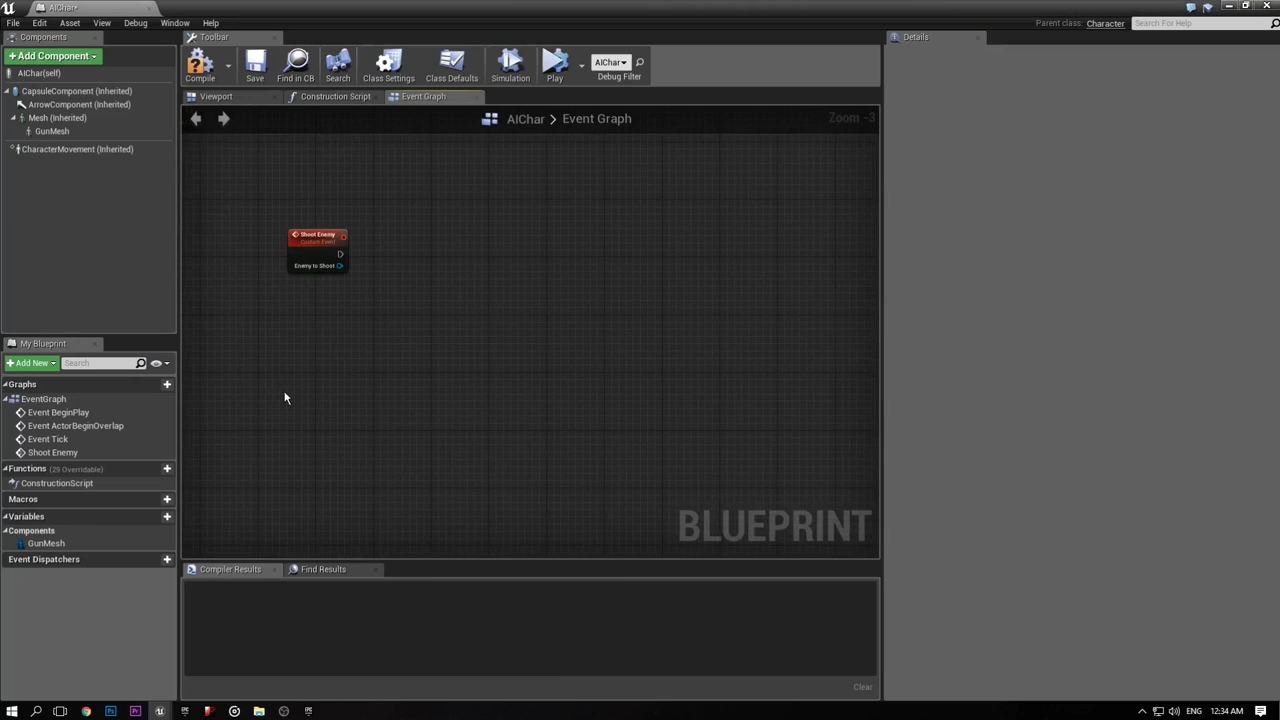 AIChar*
File Edit Asset View Debug Window Help
Parent class: Character Search For Help
Components
+Add Component
AIChar(self)
CapsuleComponent (Inherited)
ArrowComponent (Inherited)
Mesh (Inherited)
GunMesh
CharacterMovement (Inherited)
Toolbar
Compile Save Find in CB Search Class Settings Class Defaults Simulation Play
AIChar
Debug Filter
Viewport Construction Script Event Graph
AIChar > Event Graph
Zoom -3
Shoot Enemy
Custom Event
Enemy to Shoot
BLUEPRINT
My Blueprint
+Add New Search
Graphs
EventGraph
Event BeginPlay
Event ActorBeginOverlap
Event Tick
Shoot Enemy
Functions (29 Overridable)
ConstructionScript
Macros
Variables
Components
GunMesh
Event Dispatchers
Compiler Results Find Results
Clear
Details
ENG 12:34 AM